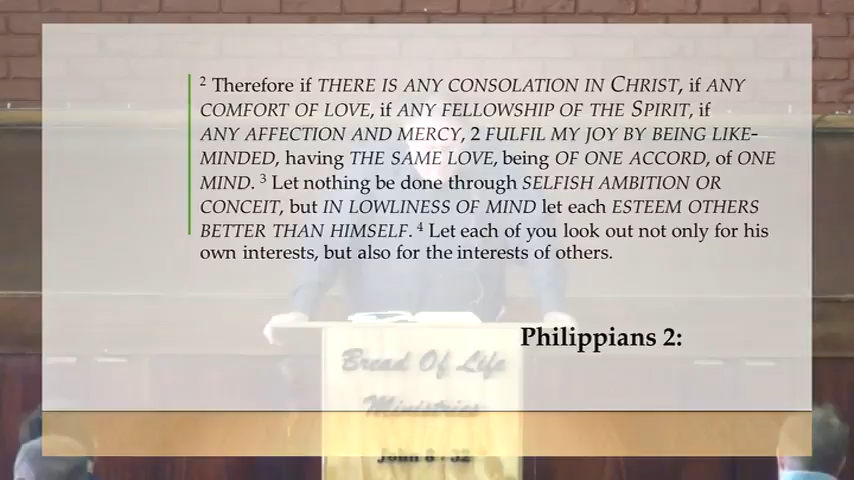 ² Therefore if THERE IS ANY CONSOLATION IN CHRIST, if ANY
COMFORT OF LOVE, if ANY FELLOWSHIP OF THE SPIRIT, if
ANY AFFECTION AND MERCY, 2 FULFIL MY JOY BY BEING LIKE-
MINDED, having THE SAME LOVE, being OF ONE ACCORD, of ONE
MIND. ³ Let nothing be done through SELFISH AMBITION OR
CONCEIT, but IN LOWLINESS OF MIND let each ESTEEM OTHERS
BETTER THAN HIMSELF. ⁴ Let each of you look out not only for his
own interests, but also for the interests of others.
Philippians 2:
Bread Of Life
Ministries
John 6 : 32